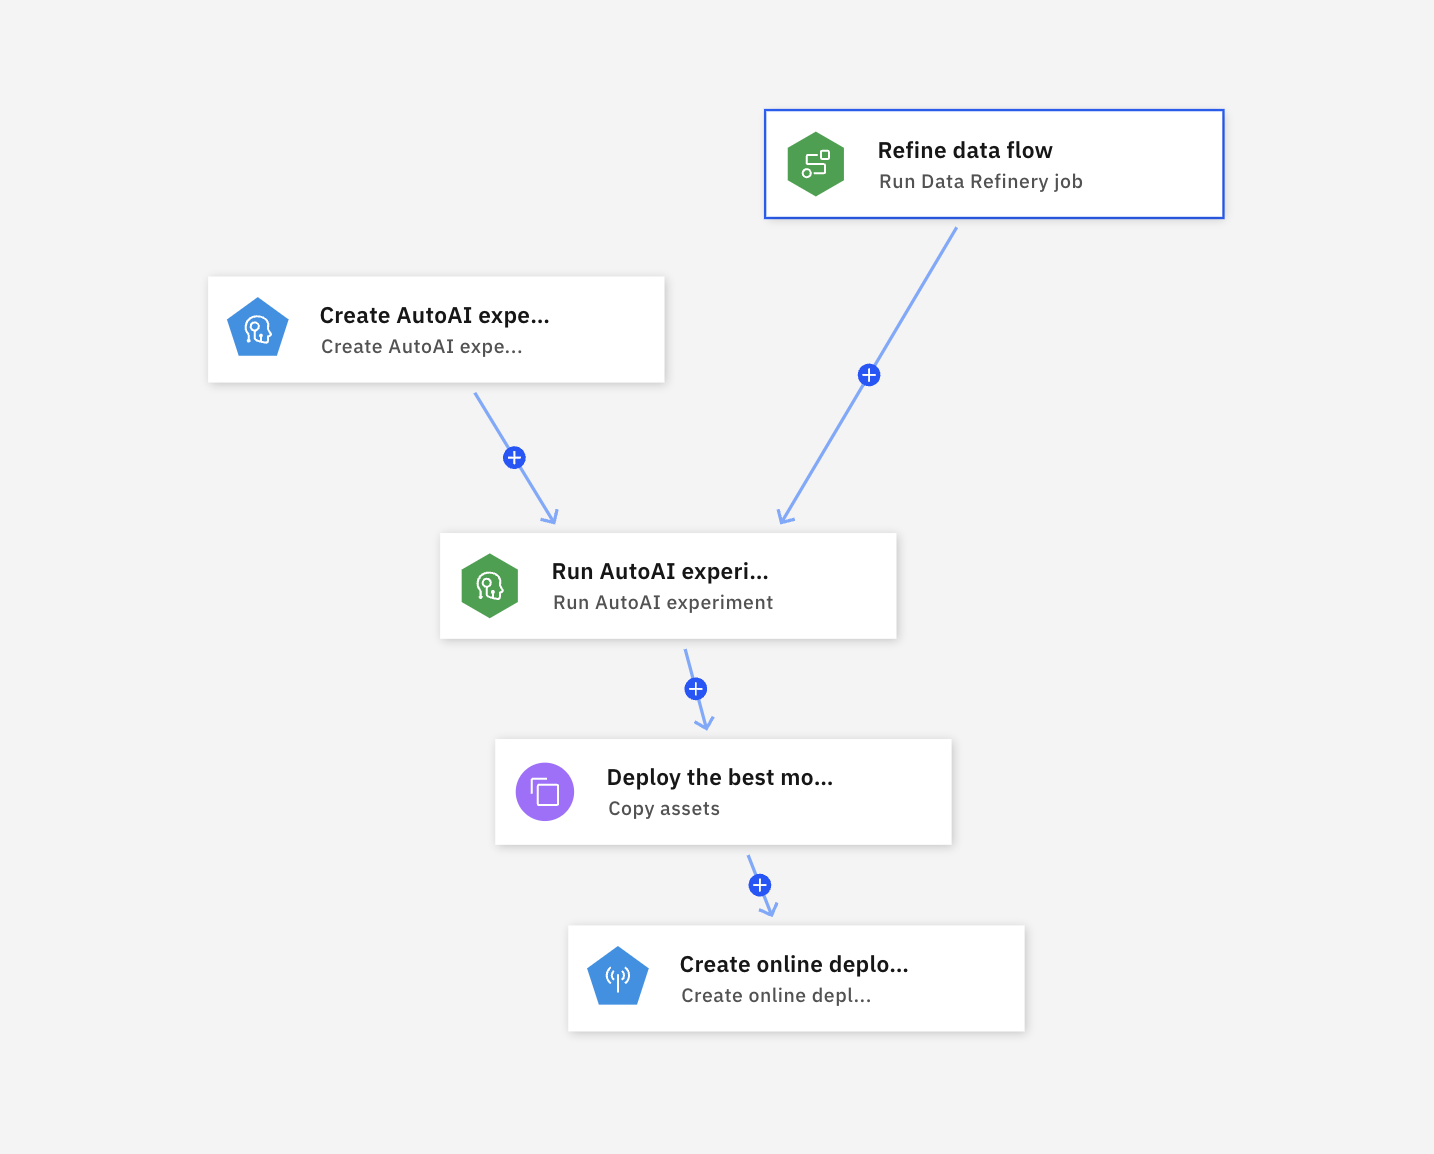 Refine data flow
Run Data Refinery job
Create AutoAI expe...
Create AutoAI expe...
Run AutoAI experi...
Run AutoAI experiment
Deploy the best mo...
Copy assets
Create online deplo...
Create online depl...